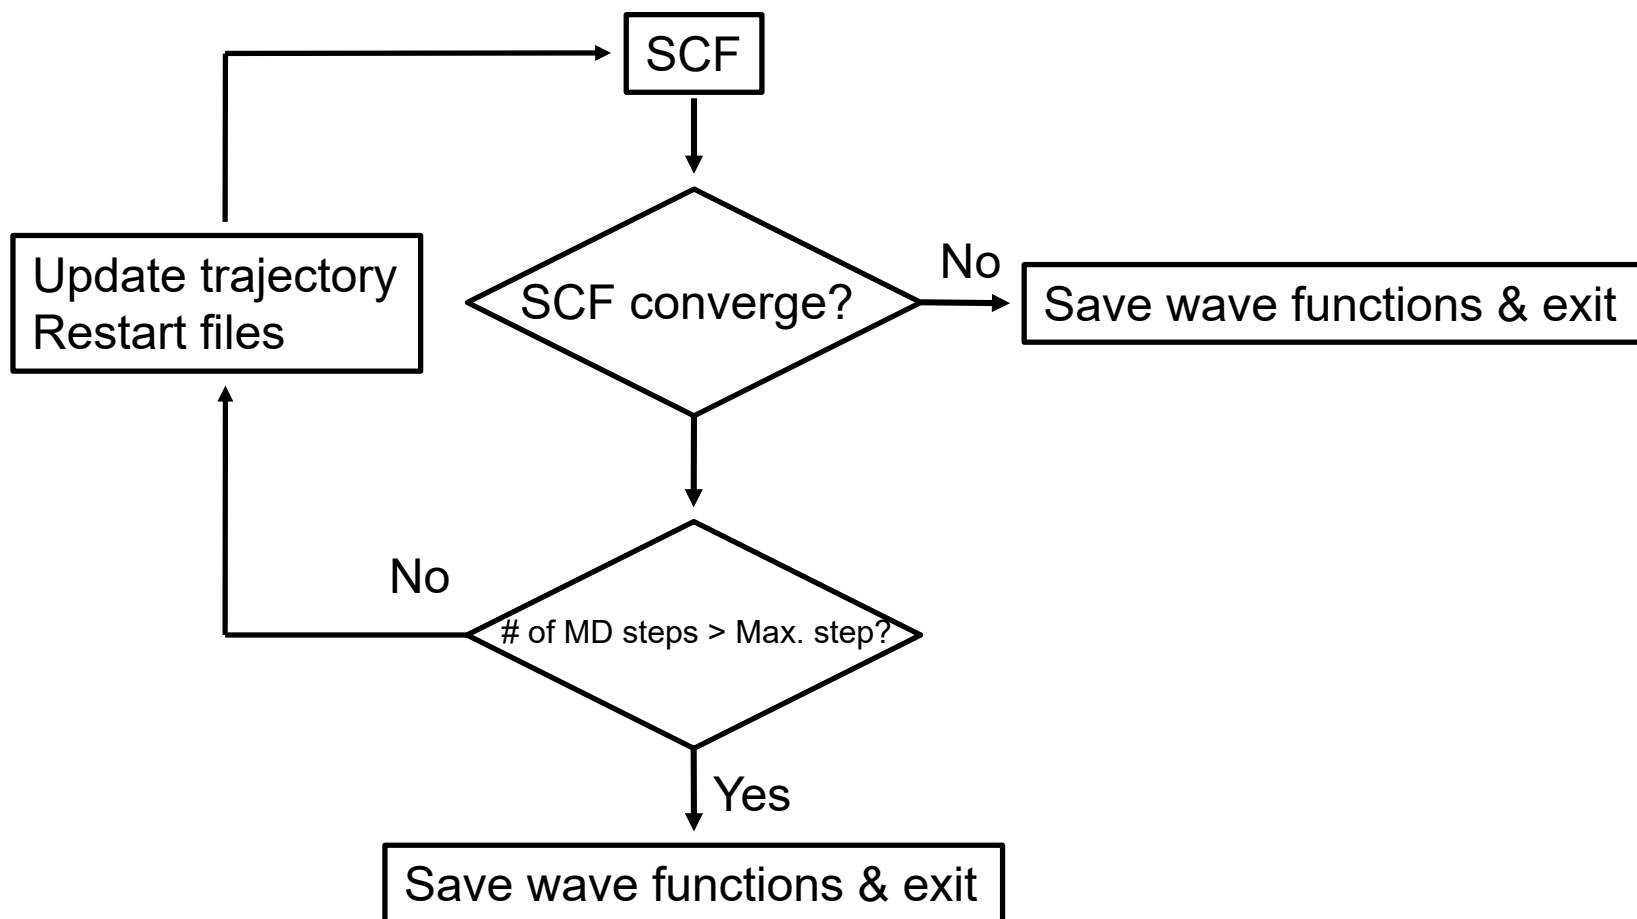 SCF
Update trajectory
Restart files
SCF converge?
No
Save wave functions & exit
No
# of MD steps > Max. step?
Yes
Save wave functions & exit